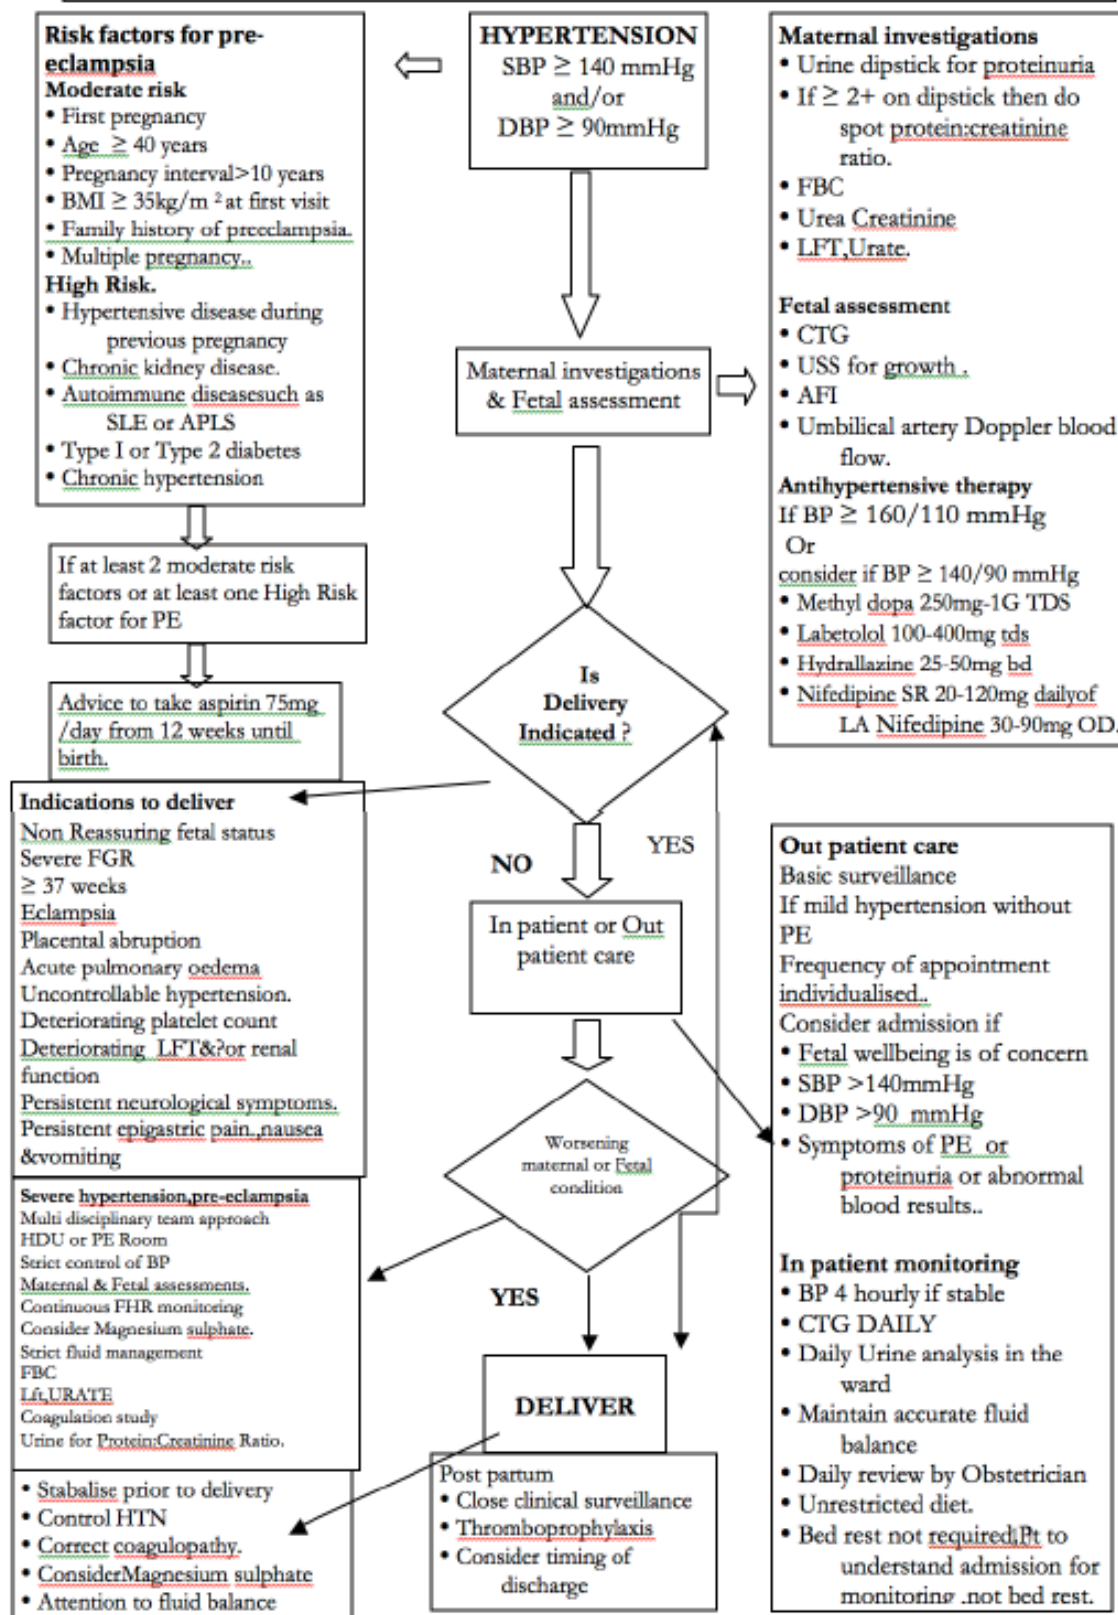 Risk factors for pre-
eclampsia
Moderate risk
• First pregnancy
• Age ≥ 40 years
• Pregnancy interval>10 years
• BMI ≥ 35kg/m ² at first visit
• Family history of preeclampsia.
• Multiple pregnancy..
High Risk.
• Hypertensive disease during
previous pregnancy
• Chronic kidney disease.
• Autoimmune diseasesuch as
SLE or APLS
• Type I or Type 2 diabetes
• Chronic hypertension
If at least 2 moderate risk
factors or at least one High Risk
factor for PE
Advice to take aspirin 75mg
/day from 12 weeks until
birth.
Indications to deliver
Non Reassuring fetal status
Severe FGR
≥ 37 weeks
Eclampsia
Placental abruption
Acute pulmonary oedema
Uncontrollable hypertension.
Deteriorating platelet count
Deteriorating LFT&?or renal
function
Persistent neurological symptoms.
Persistent epigastric pain.,nausea
&vomiting
Severe hypertension,pre-eclampsia
Multi disciplinary team approach
HDU or PE Room
Strict control of BP
Maternal & Fetal assessments.
Continuous FHR monitoring
Consider Magnesium sulphate.
Strict fluid management
FBC
Lft,URATE
Coagulation study
Urine for Protein:Creatinine Ratio.
• Stabalise prior to delivery
• Control HTN
• Correct coagulopathy.
• ConsiderMagnesium sulphate
• Attention to fluid balance
HYPERTENSION
SBP ≥ 140 mmHg
and/or
DBP ≥ 90mmHg
Maternal investigations
& Fetal assessment
Is
Delivery
Indicated ?
NO
YES
In patient or Out
patient care
Worsening
maternal or Fetal
condition
YES
DELIVER
Post partum
• Close clinical surveillance
• Thromboprophylaxis
• Consider timing of
discharge
Maternal investigations
• Urine dipstick for proteinuria
• If ≥ 2+ on dipstick then do
spot protein:creatinine
ratio.
• FBC
• Urea Creatinine
• LFT,Urate.
Fetal assessment
• CTG
• USS for growth .
• AFI
• Umbilical artery Doppler blood
flow.
Antihypertensive therapy
If BP ≥ 160/110 mmHg
Or
consider if BP ≥ 140/90 mmHg
• Methyl dopa 250mg-1G TDS
• Labetolol 100-400mg tds
• Hydrallazine 25-50mg bd
• Nifedipine SR 20-120mg dailyof
LA Nifedipine 30-90mg OD.
Out patient care
Basic surveillance
If mild hypertension without
PE
Frequency of appointment
individualised..
Consider admission if
• Fetal wellbeing is of concern
• SBP >140mmHg
• DBP >90 mmHg
• Symptoms of PE or
proteinuria or abnormal
blood results..
In patient monitoring
• BP 4 hourly if stable
• CTG DAILY
• Daily Urine analysis in the
ward
• Maintain accurate fluid
balance
• Daily review by Obstetrician
• Unrestricted diet.
• Bed rest not required,Pt to
understand admission for
monitoring .not bed rest.